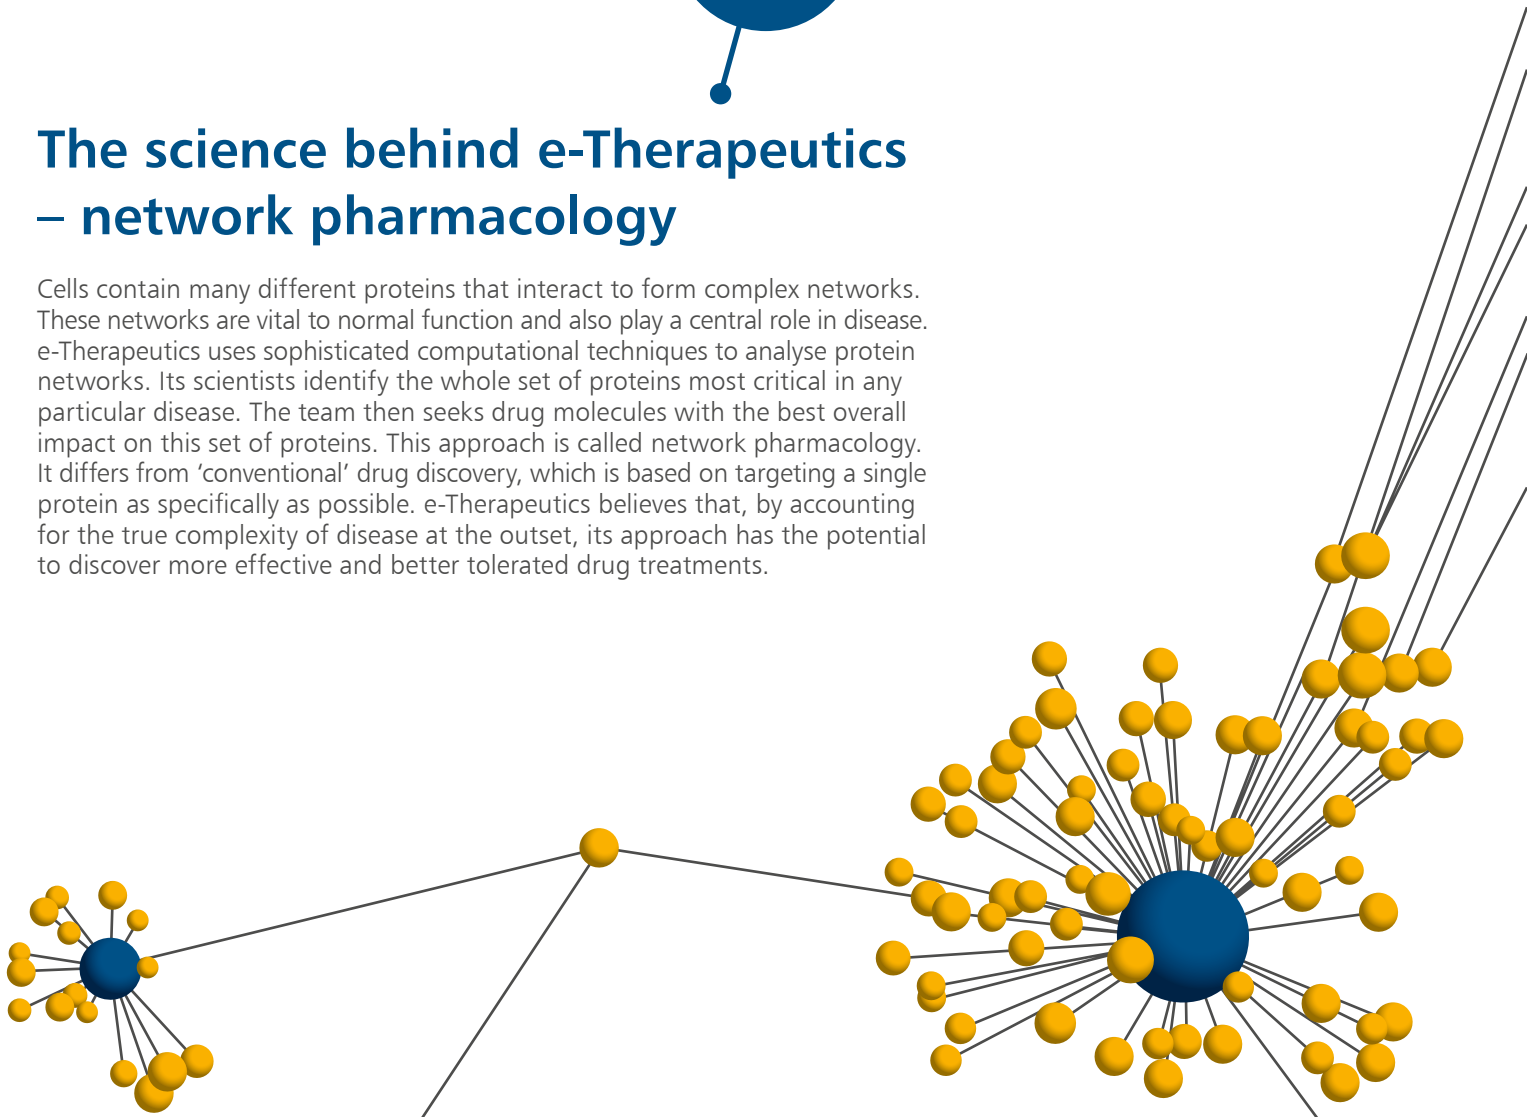 The science behind e-Therapeutics
– network pharmacology
Cells contain many different proteins that interact to form complex networks.
These networks are vital to normal function and also play a central role in disease.
e-Therapeutics uses sophisticated computational techniques to analyse protein
networks. Its scientists identify the whole set of proteins most critical in any
particular disease. The team then seeks drug molecules with the best overall
impact on this set of proteins. This approach is called network pharmacology.
It differs from ‘conventional’ drug discovery, which is based on targeting a single
protein as specifically as possible. e-Therapeutics believes that, by accounting
for the true complexity of disease at the outset, its approach has the potential
to discover more effective and better tolerated drug treatments.